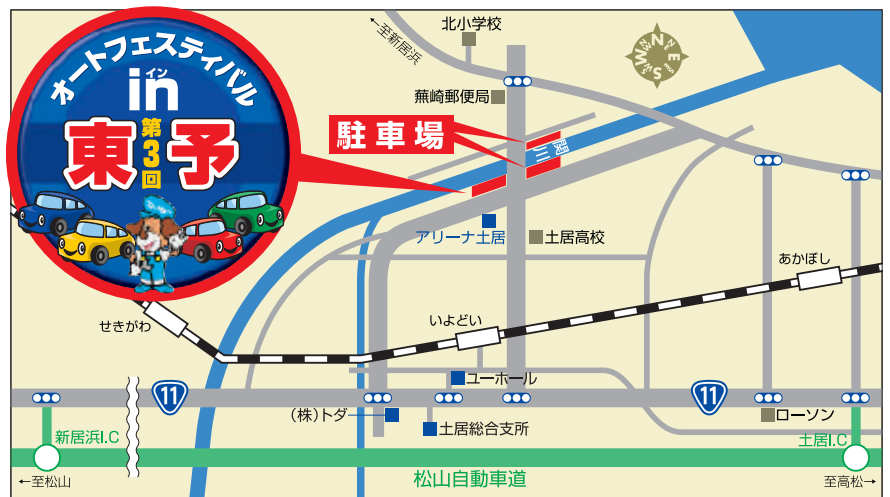 オートフェスティバル
イン
in
第3回
東予
駐車場
←至新居浜
北小学校
蕪崎郵便局
関川
アリーナ土居
土居高校
あかぼし
いよどい
せきがわ
ユーホール
11
11
(株)トダ
土居総合支所
ローソン
新居浜I.C
土居I.C
松山自動車道
←至松山
至高松→